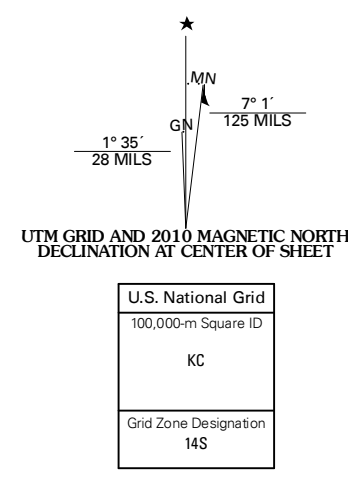 ★
MN
GN
7° 1´
125 MILS
1° 35´
28 MILS
UTM GRID AND 2010 MAGNETIC NORTH
DECLINATION AT CENTER OF SHEET
U.S. National Grid
100,000-m Square ID
KC
Grid Zone Designation
14S